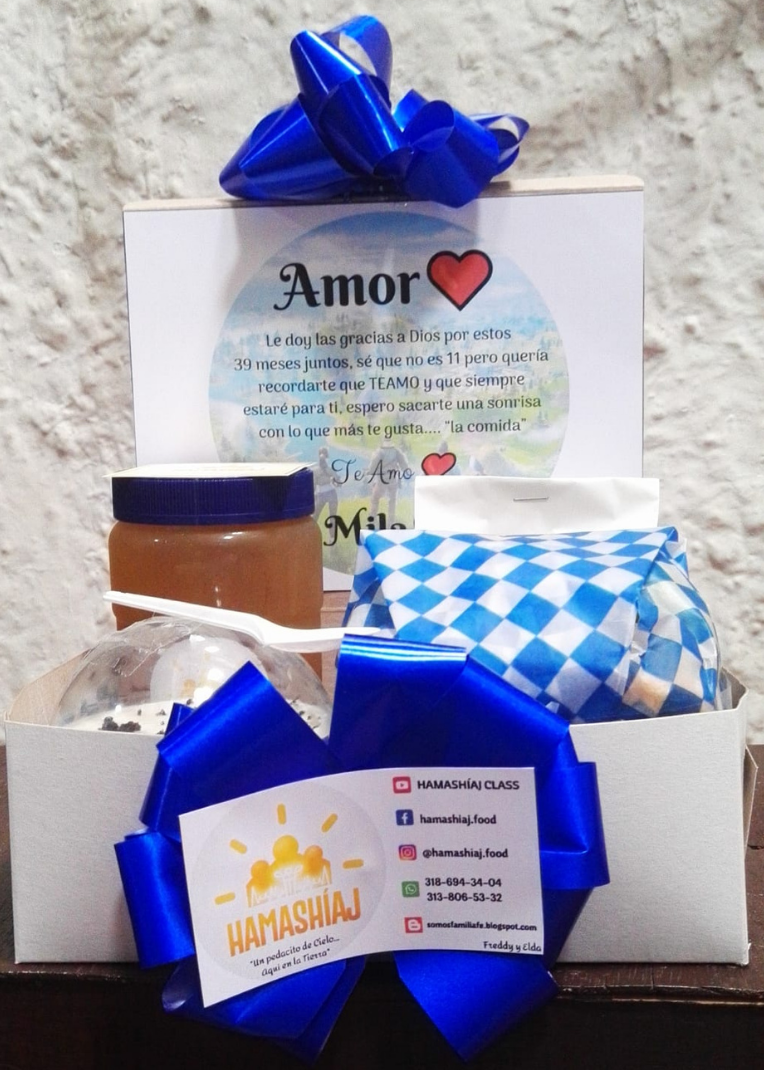 Amor
Le doy las gracias a Dios por estos
39 meses juntos, sé que no es 11 pero quería
recordarte que TEAMO y que siempre
estaré para ti, espero sacarte una sonrisa
con lo que más te gusta.... "la comida"
Te Amo
Mila
HAMASHÍAJ
"Un pedacito de Cielo...
Aquí en la Tierra"
HAMASHÍAJ CLASS
hamashiaj.food
@hamashiaj.food
318-694-34-04
313-806-53-32
somosfamiliafe.blogspot.com
Freddy y Elda